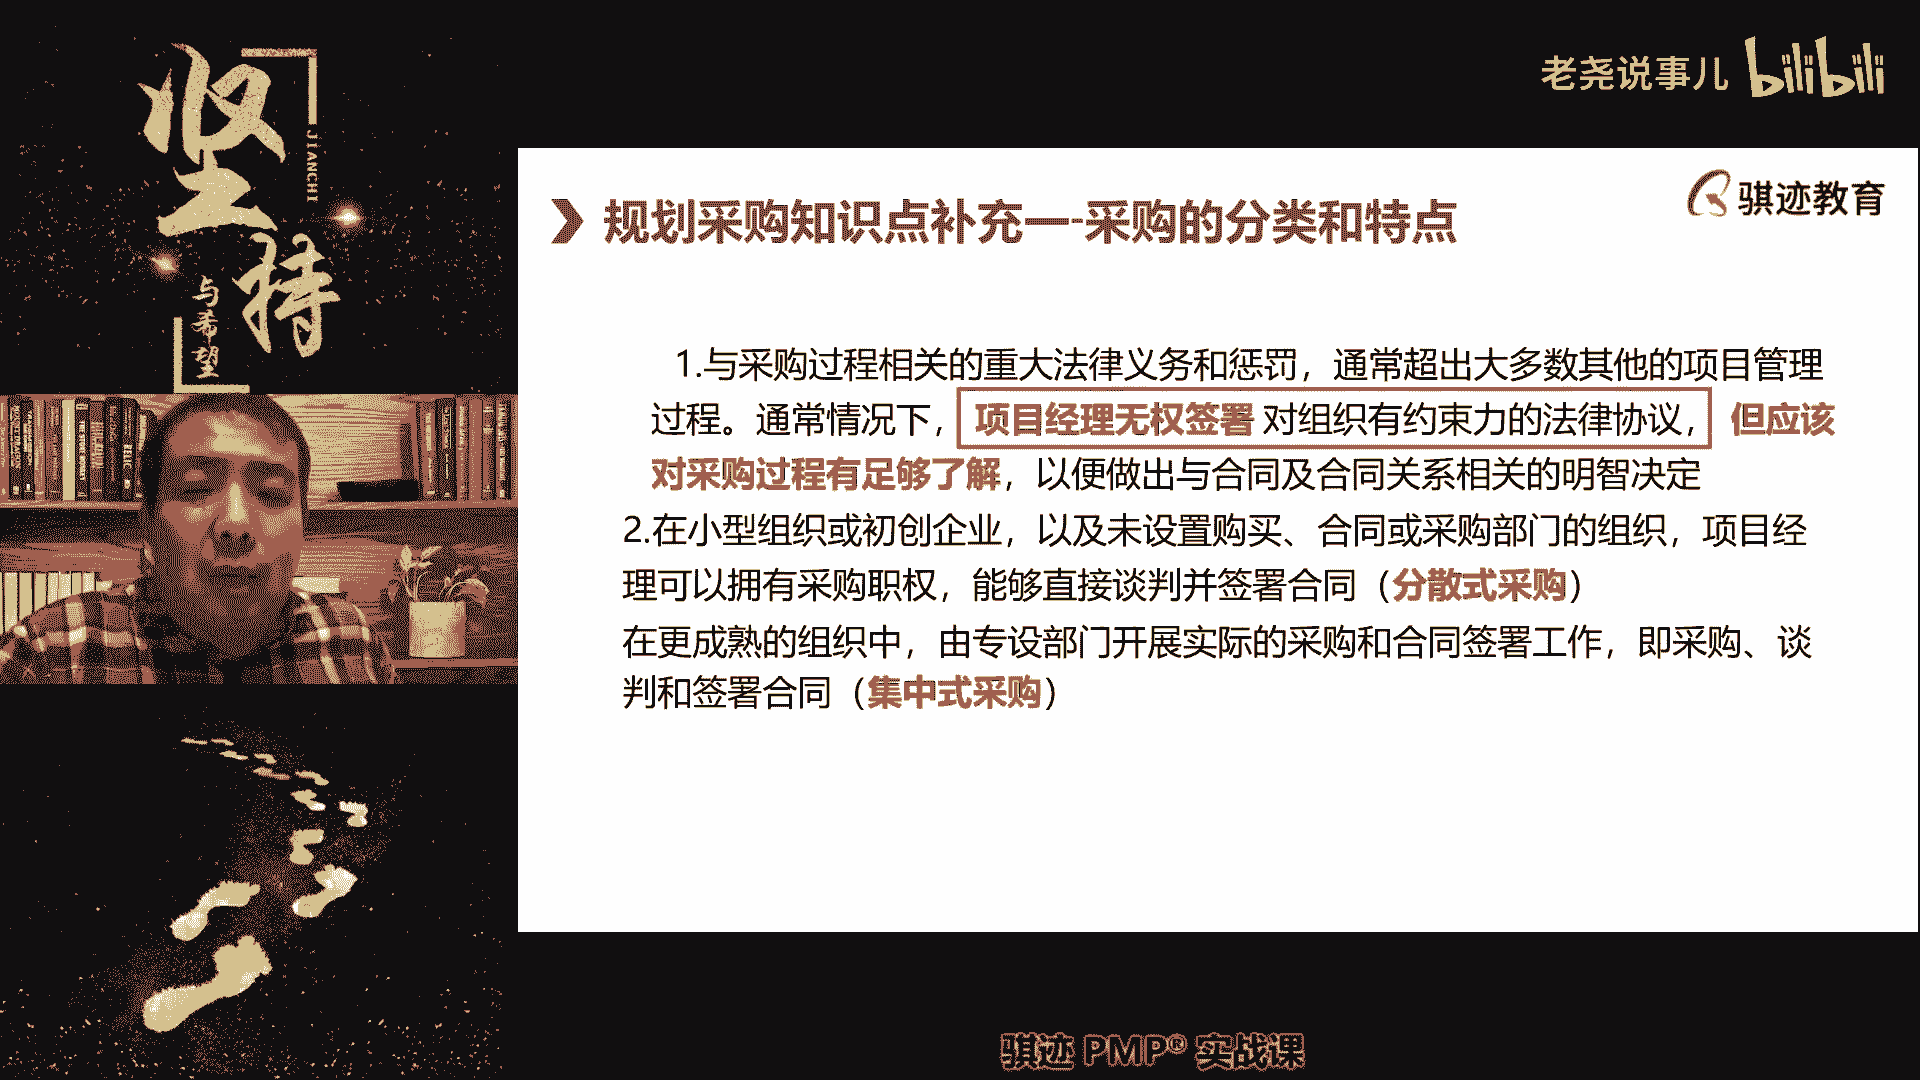 坚持
JIANCHI
与希望
老尧说事儿 bilibili
骐迹教育
规划采购知识点补充一-采购的分类和特点
1.与采购过程相关的重大法律义务和惩罚，通常超出大多数其他的项目管理
过程。通常情况下，项目经理无权签署 对组织有约束力的法律协议，但应该
对采购过程有足够了解，以便做出与合同及合同关系相关的明智决定
2.在小型组织或初创企业，以及未设置购买、合同或采购部门的组织，项目经
理可以拥有采购职权，能够直接谈判并签署合同（分散式采购）
在更成熟的组织中，由专设部门开展实际的采购和合同签署工作，即采购、谈
判和签署合同（集中式采购）
骐迹 PMP® 实战课